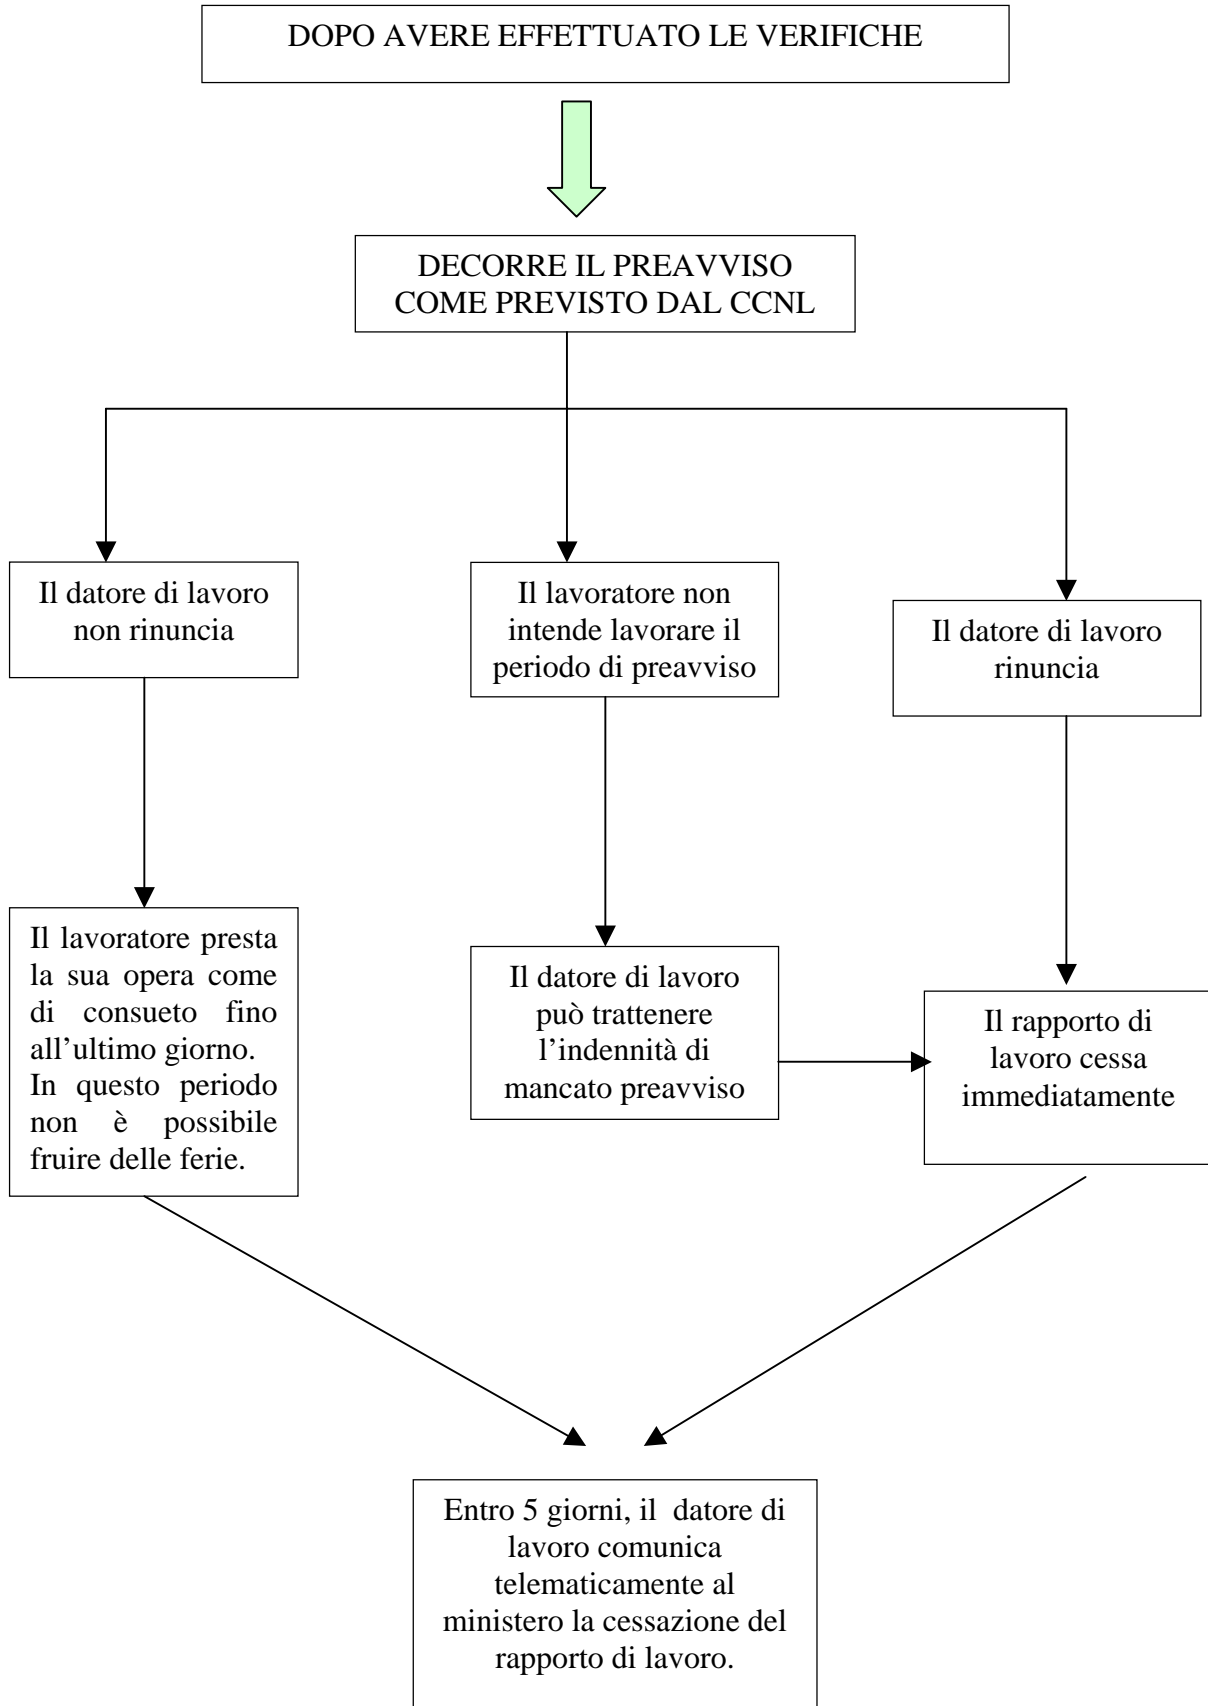 DOPO AVERE EFFETTUATO LE VERIFICHE
DECORRE IL PREAVVISO
COME PREVISTO DAL CCNL
Il datore di lavoro
non rinuncia
Il lavoratore non
intende lavorare il
periodo di preavviso
Il datore di lavoro
rinuncia
Il lavoratore presta
la sua opera come
di consueto fino
all’ultimo giorno.
In questo periodo
non è possibile
fruire delle ferie.
Il datore di lavoro
può trattenere
l’indennità di
mancato preavviso
Il rapporto di
lavoro cessa
immediatamente
Entro 5 giorni, il datore di
lavoro comunica
telematicamente al
ministero la cessazione del
rapporto di lavoro.